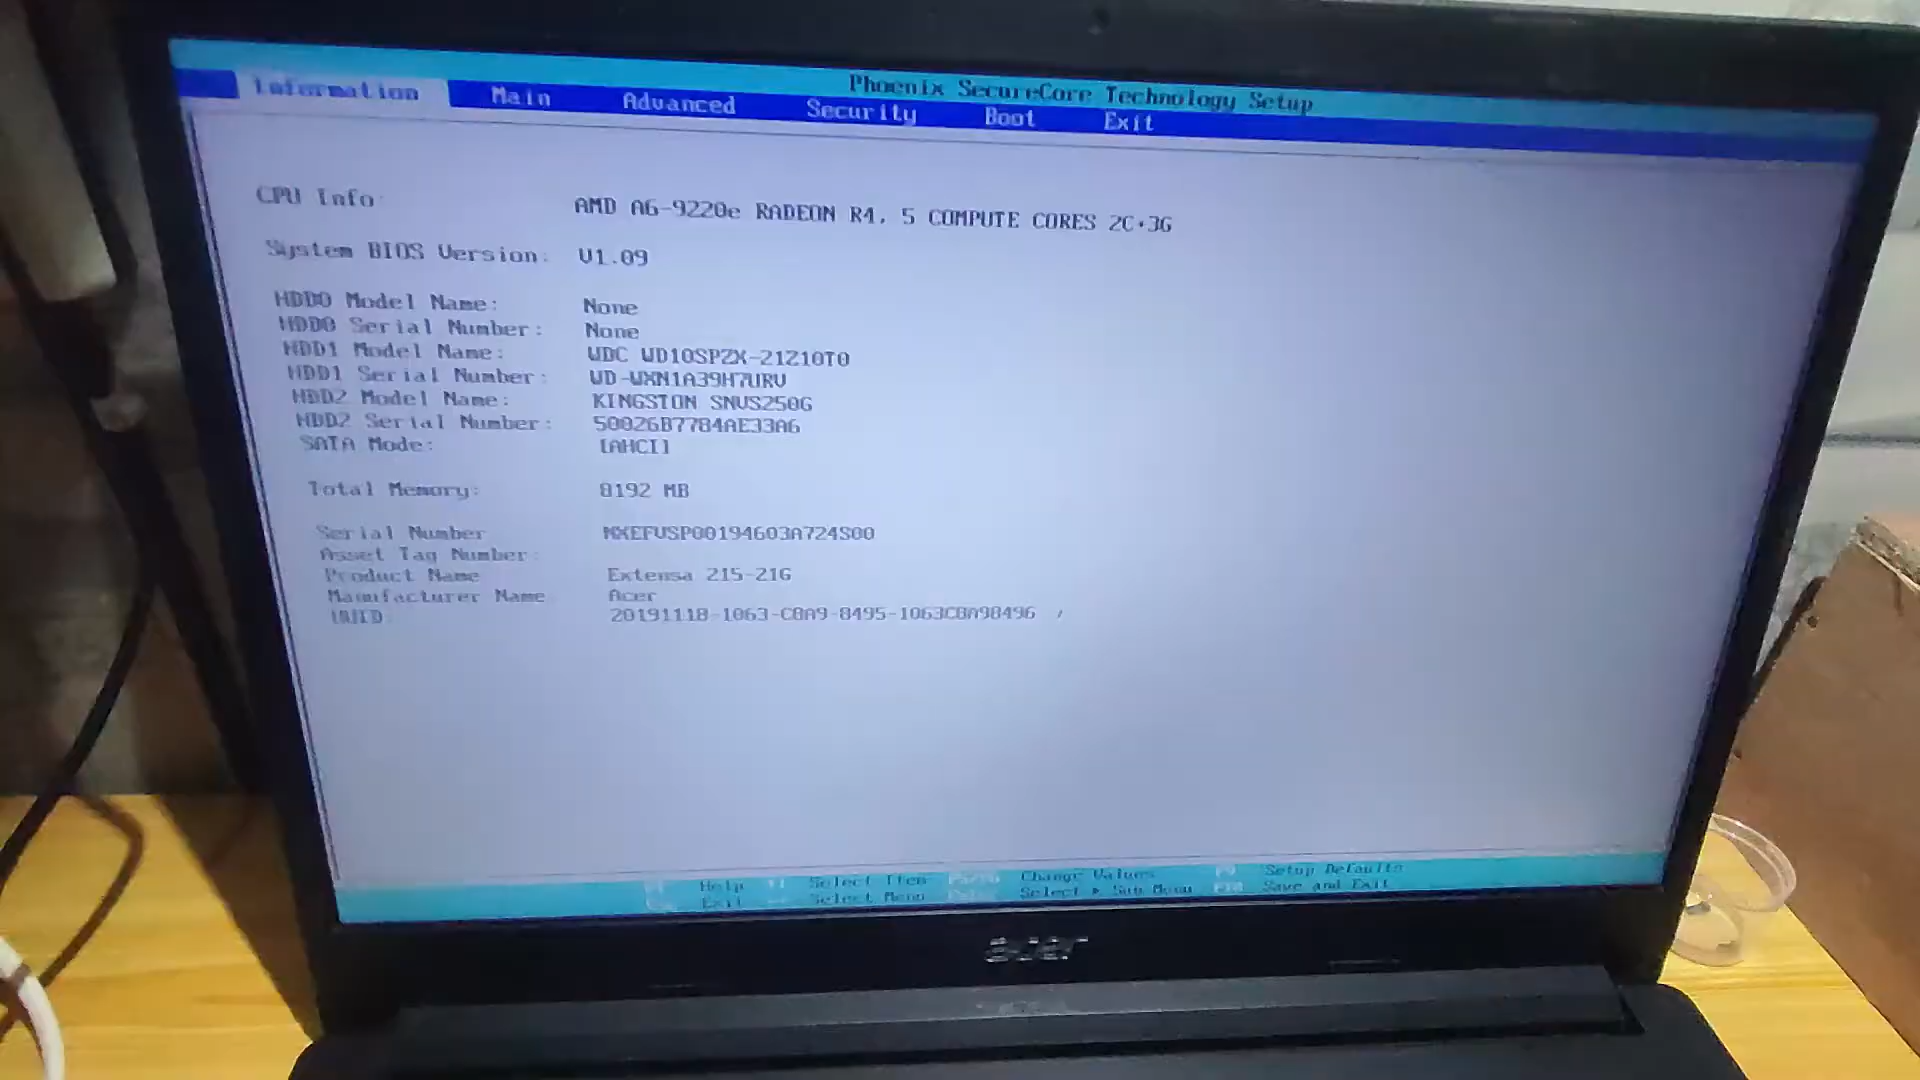 Phoenix SecureCore Technology Setup
Information Main Advanced Security Boot Exit
CPU Info: AMD A6-9220e RADEON R4, 5 COMPUTE CORES 2C+3G
System BIOS Version: V1.09
HDD0 Model Name: None
HDD0 Serial Number: None
HDD1 Model Name: WDC WD10SPZX-21Z10T0
HDD1 Serial Number: WD-WXN1A39H7URV
HDD2 Model Name: KINGSTON SNVS250G
HDD2 Serial Number: 50026B7784AE33A6
SATA Mode: [AHCI]
Total Memory: 8192 MB
Serial Number NXEFVSP00194603A724S00
Asset Tag Number:
Product Name Extensa 215-21G
Manufacturer Name Acer
UUID: 20191118-1063-C8A9-8495-1063C8A98496
Help Select Item Change Values F9 Setup Defaults
Exit Select Menu Select ▶ Sub Menu F10 Save and Exit
acer